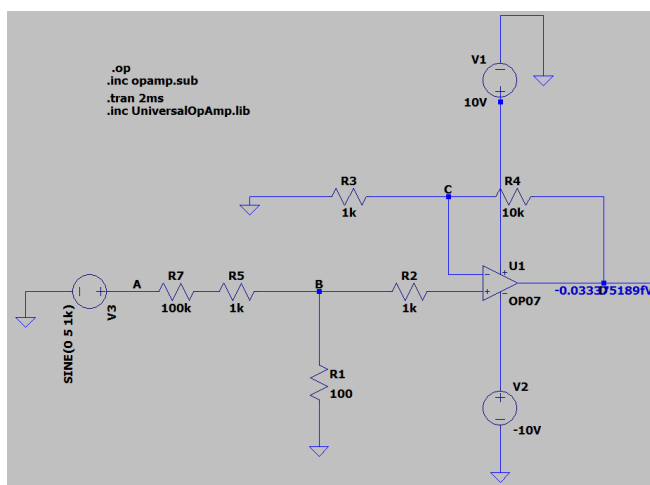 .op
.inc opamp.sub
.tran 2ms
.inc UniversalOpAmp.lib
V1
10V
R3
1k
C
R4
10k
U1
OP07
A
R7
100k
R5
1k
B
R2
1k
V3
SINE(0 5 1k)
R1
100
V2
-10V
-0.033375189fV